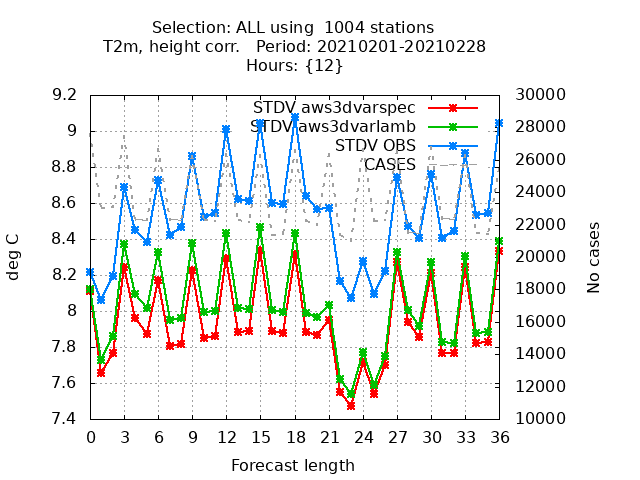 Selection: ALL using  1004 stations
T2m, height corr.   Period: 20210201-20210228
Hours: {12}
STDV aws3dvarspec
STDV aws3dvarlamb
STDV OBS
CASES
deg C
9.2
9
8.8
8.6
8.4
8.2
8
7.8
7.6
7.4
No cases
30000
28000
26000
24000
22000
20000
18000
16000
14000
12000
10000
0 3 6 9 12 15 18 21 24 27 30 33 36
Forecast length